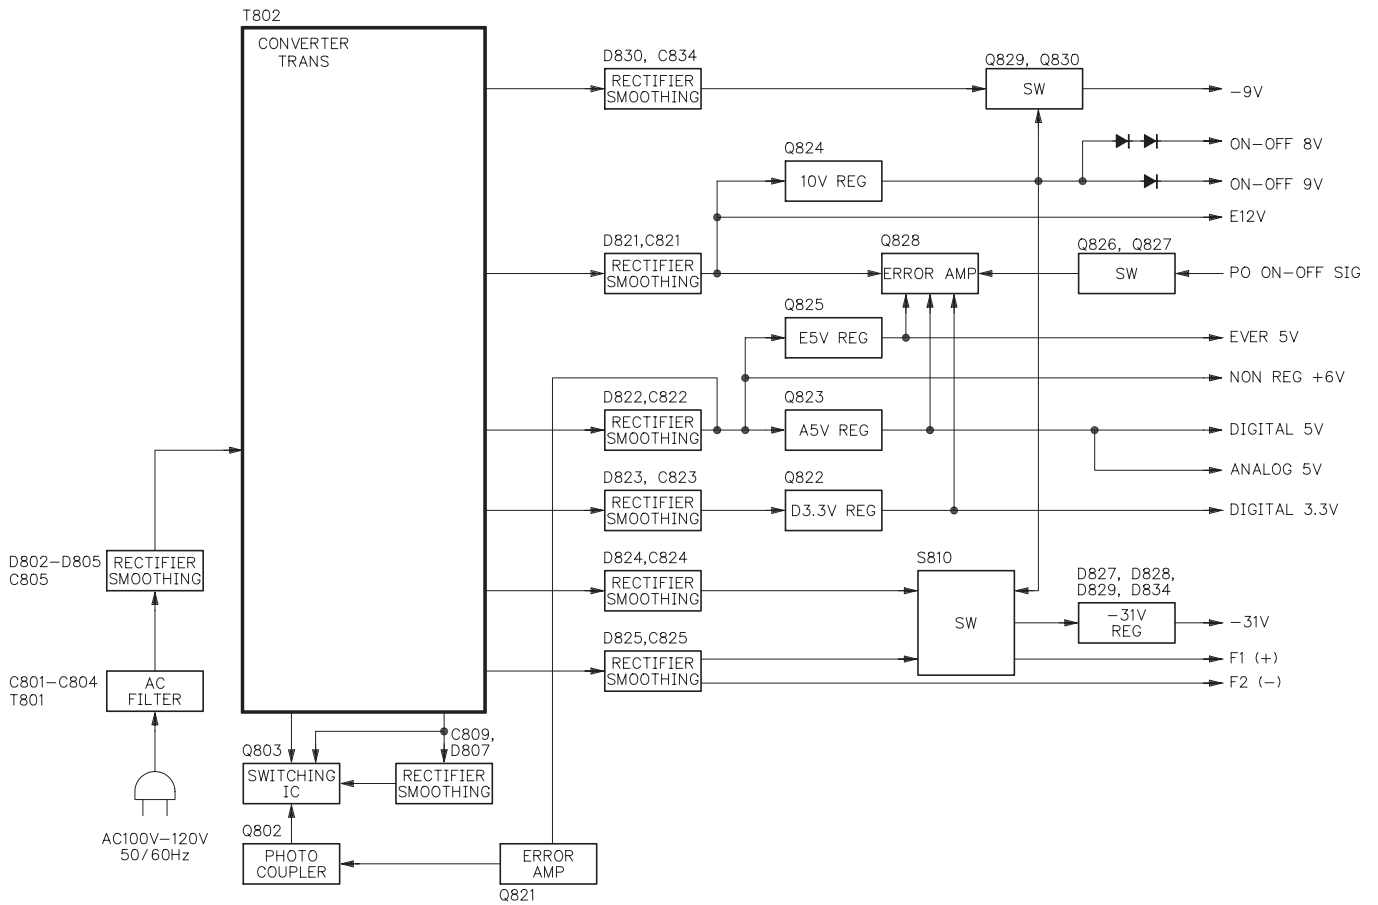 T802
CONVERTER
TRANS
D830, C834
RECTIFIER
SMOOTHING
Q829, Q830
SW
-9V
ON-OFF 8V
Q824
10V REG
ON-OFF 9V
E12V
D821,C821
RECTIFIER
SMOOTHING
Q828
ERROR AMP
Q826, Q827
SW
PO ON-OFF SIG
Q825
E5V REG
EVER 5V
NON REG +6V
D822,C822
RECTIFIER
SMOOTHING
Q823
A5V REG
DIGITAL 5V
ANALOG 5V
D823, C823
RECTIFIER
SMOOTHING
Q822
D3.3V REG
DIGITAL 3.3V
D802-D805
C805
RECTIFIER
SMOOTHING
D824,C824
RECTIFIER
SMOOTHING
S810
SW
D827, D828,
D829, D834
-31V
REG
-31V
D825,C825
RECTIFIER
SMOOTHING
F1 (+)
F2 (-)
C801-C804
T801
AC
FILTER
Q803
SWITCHING
IC
C809,
D807
RECTIFIER
SMOOTHING
AC100V-120V
50/60Hz
Q802
PHOTO
COUPLER
ERROR
AMP
Q821